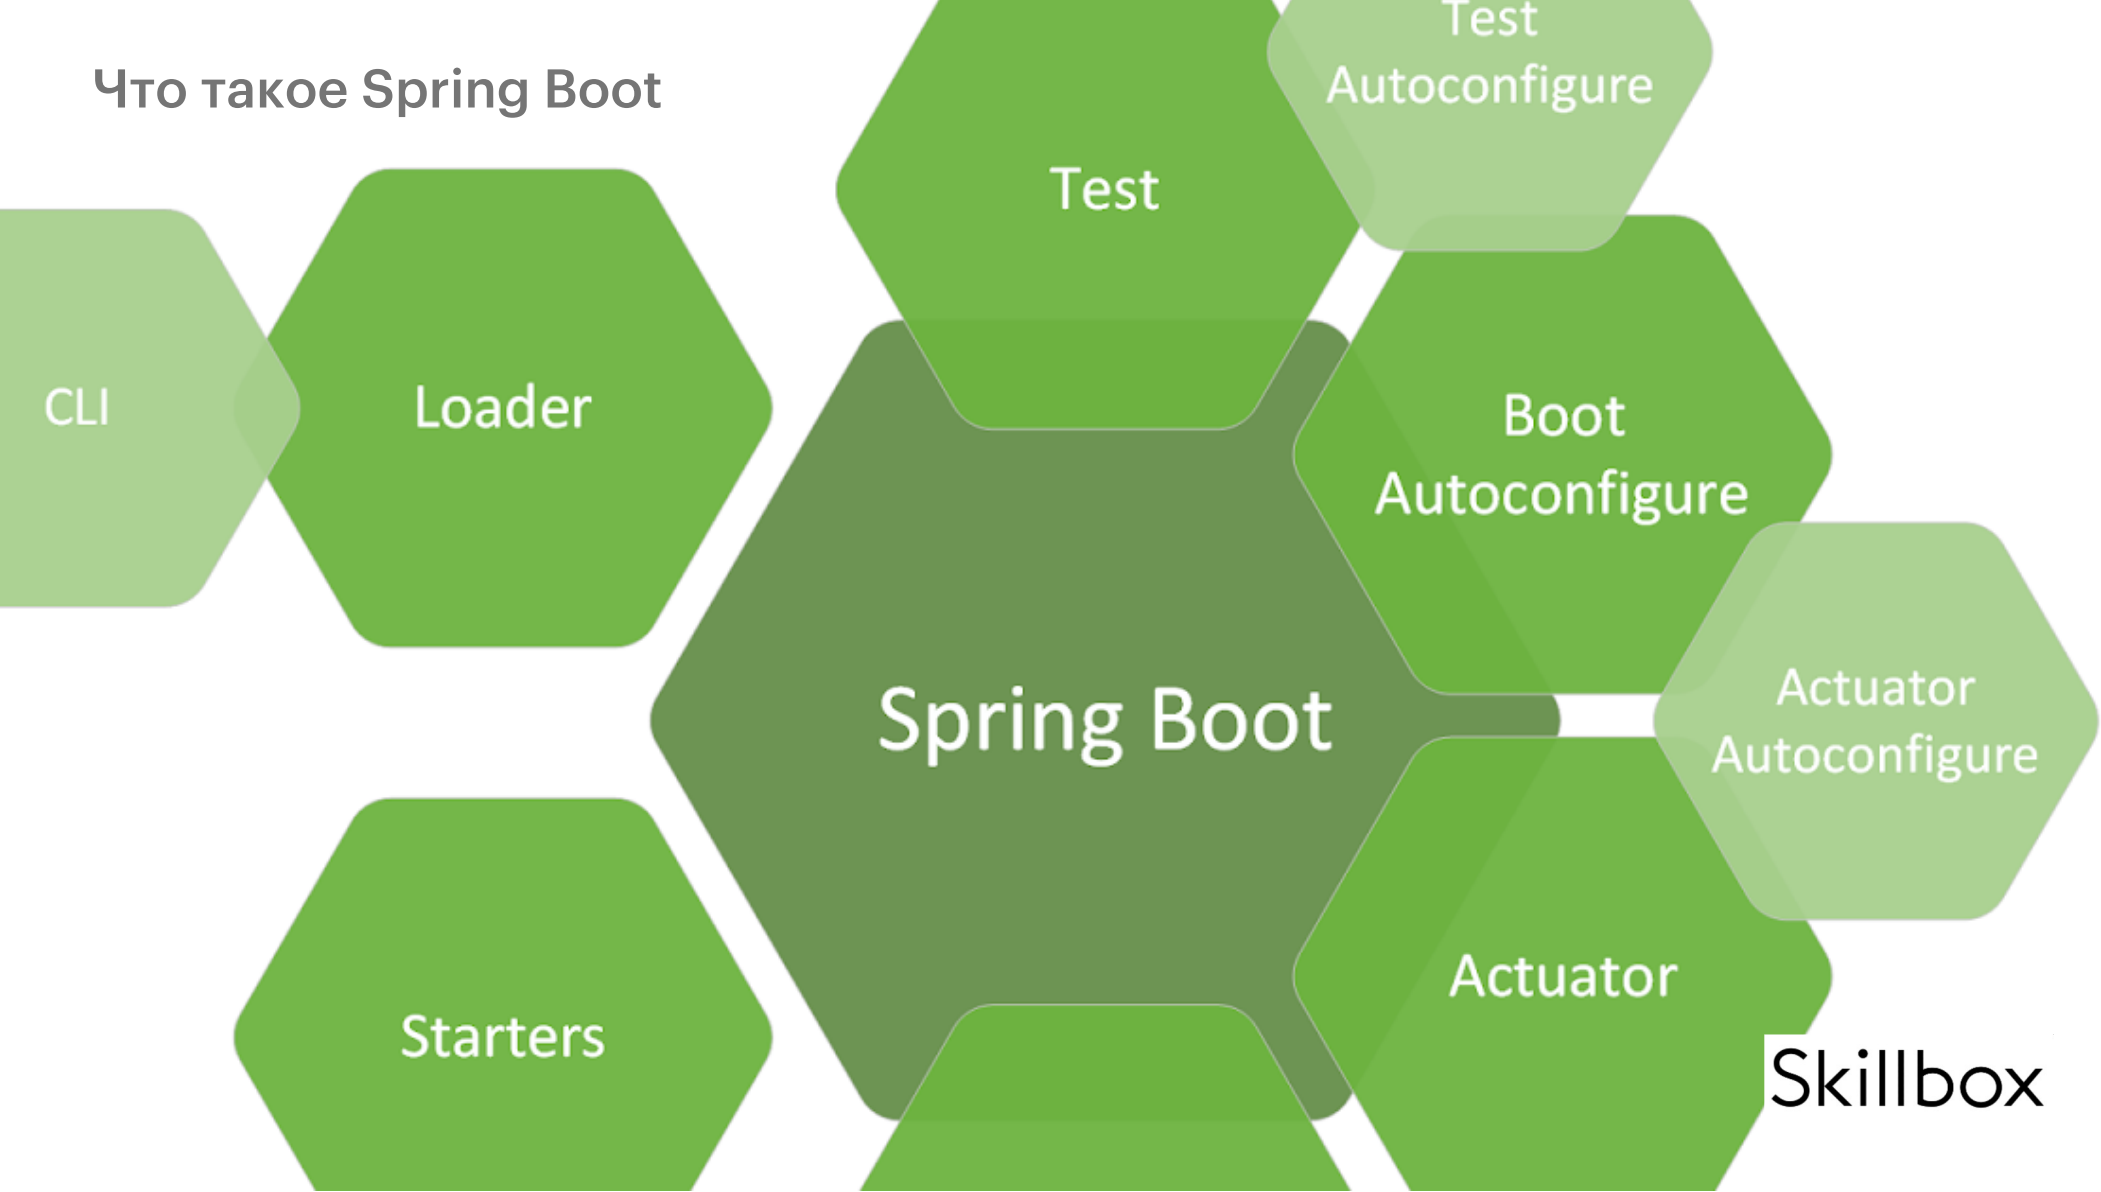 Что такое Spring Boot
Test
Autoconfigure
Test
CLI
Loader
Boot
Autoconfigure
Spring Boot
Actuator
Autoconfigure
Starters
Actuator
Skillbox